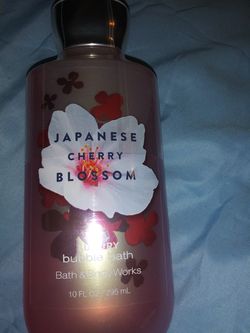 JAPANESE
CHERRY
BLOSSOM
bubble bath
Bath & Body Works
10 FL OZ / 295 mL